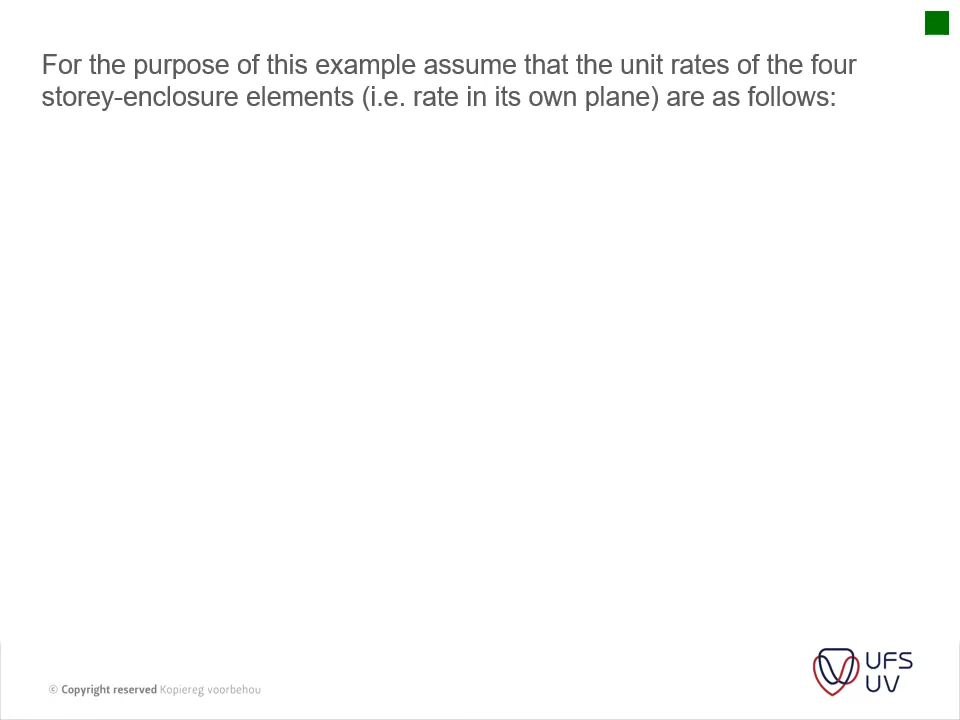 For the purpose of this example assume that the unit rates of the four
storey-enclosure elements (i.e. rate in its own plane) are as follows:
© Copyright reserved Kopiereg voorbehou
UFS
UV